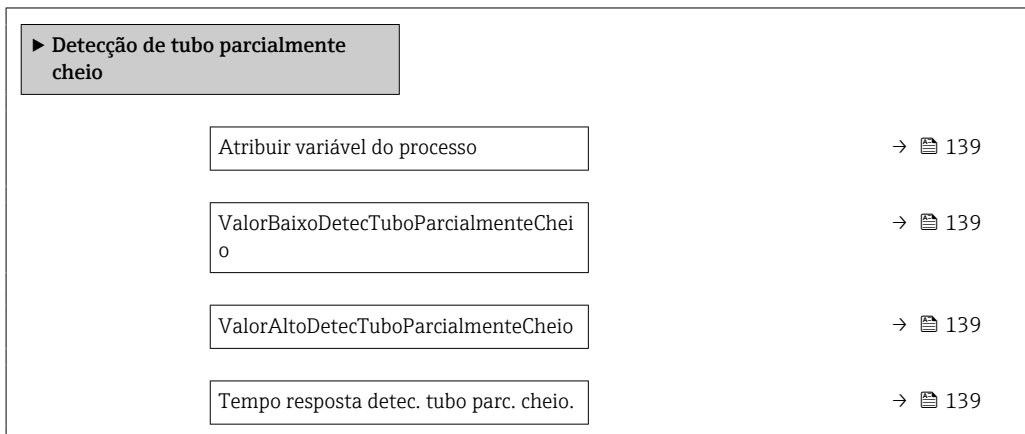 ▶ Detecção de tubo parcialmente
cheio
Atribuir variável do processo → 139
ValorBaixoDetecTuboParcialmenteChei → 139
o
ValorAltoDetecTuboParcialmenteCheio → 139
Tempo resposta detec. tubo parc. cheio. → 139